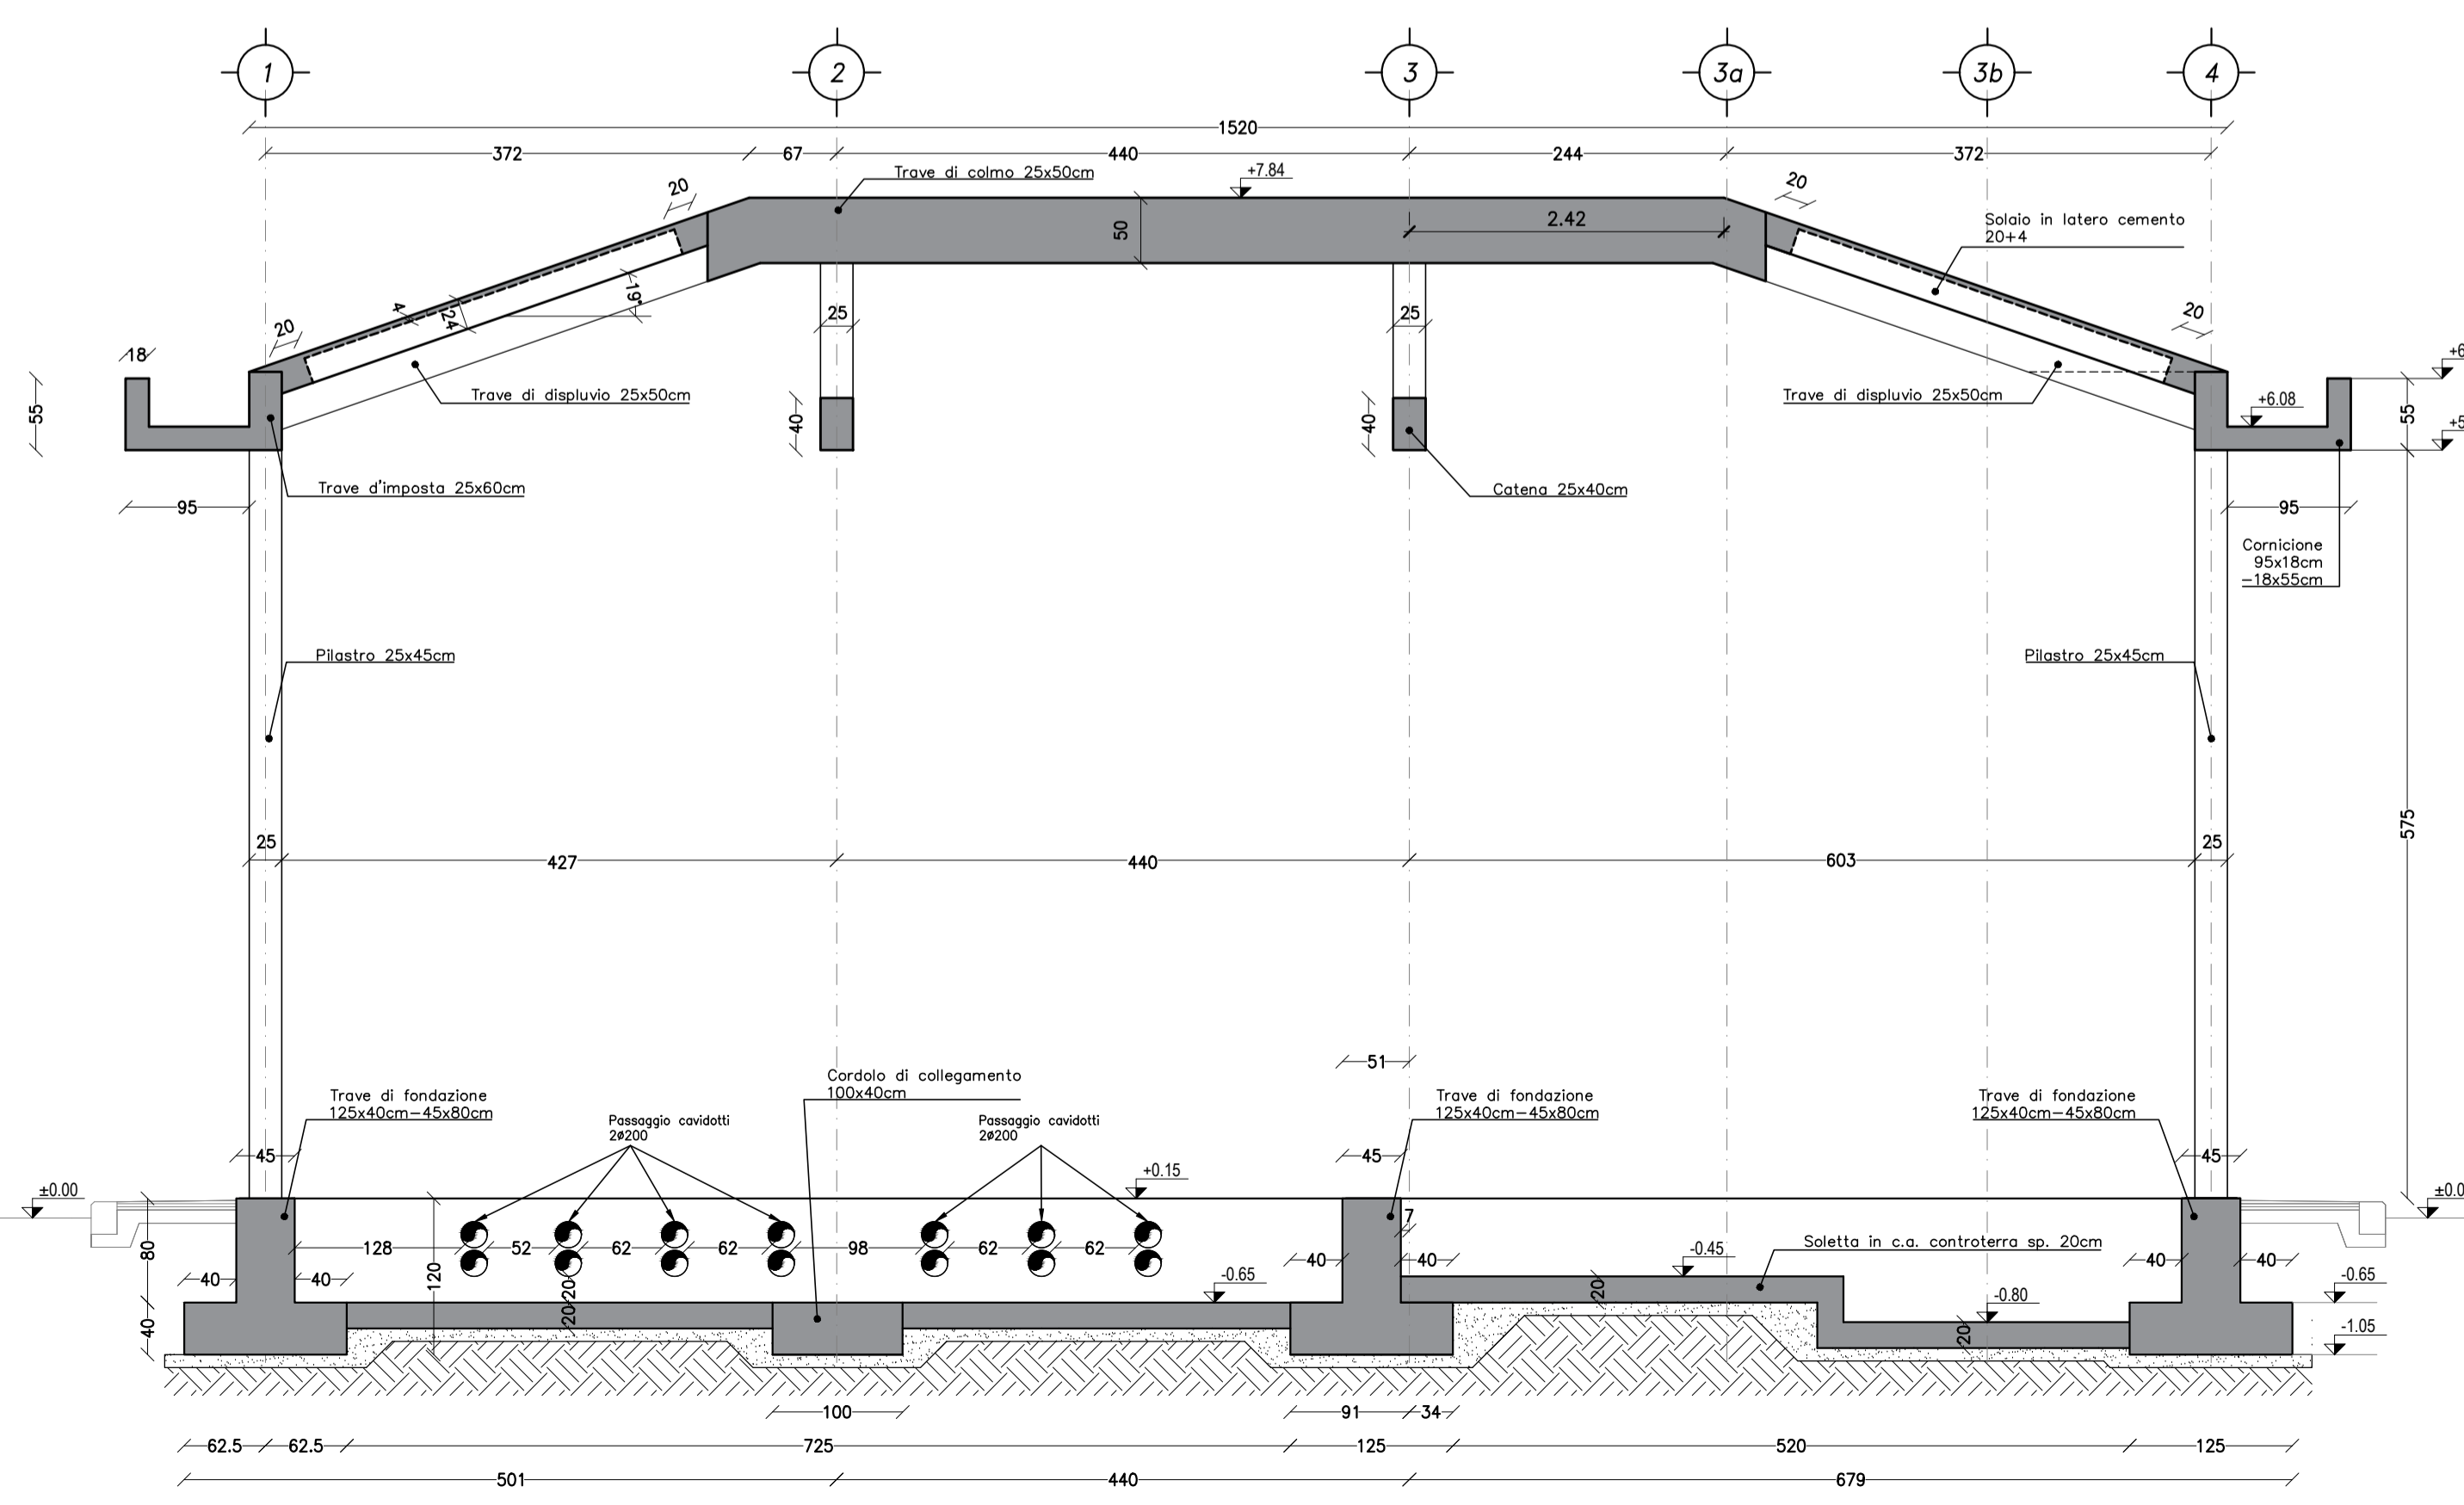 1 2 3 3a 3b 4
1520
372 67 440 244 372
Trave di colmo 25x50cm
+7.84
20
20
50
2.42
Solaio in latero cemento
20+4
19°
4
24
25
25
20
20
18
55
Trave di displuvio 25x50cm
40
40
Trave di displuvio 25x50cm
+6.08
55
+6
+5
Trave d'imposta 25x60cm
Catena 25x40cm
95
95
Cornicione
95x18cm
-18x55cm
Pilastro 25x45cm
Pilastro 25x45cm
575
25 427 440 603 25
51
Cordolo di collegamento
100x40cm
Trave di fondazione
125x40cm-45x80cm
Passaggio cavidotti
2ø200
Passaggio cavidotti
2ø200
Trave di fondazione
125x40cm-45x80cm
Trave di fondazione
125x40cm-45x80cm
45
45
45
±0.00
+0.15
±0.0
7
128 52 62 62 98 62 62
80
120
40 40
40 40
40 40
-0.45
Soletta in c.a. controterra sp. 20cm
-0.65
-0.65
-0.80
20
20
20
20
40
-1.05
100
91 34
62.5 62.5 725 125 520 125
501 440 679